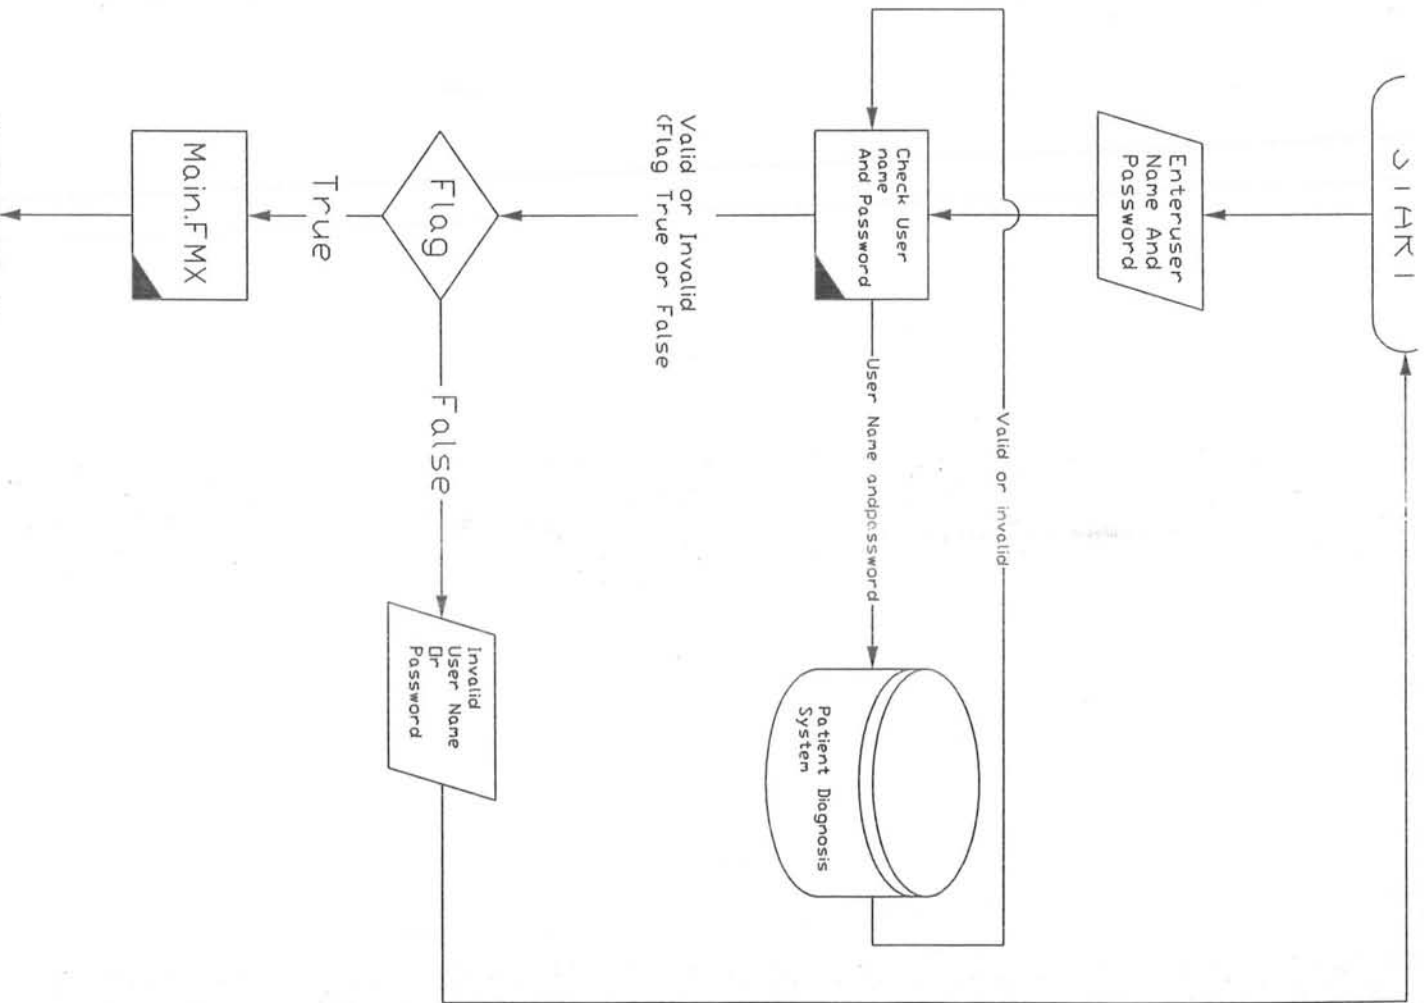 START
Enteruser
Name And
Password
Check User
name
And Password
User Name andpassword
Valid or invalid
Patient Diagnosis
System
Valid or Invalid
(Flag True or False
Flag
True
False
Main.FMX
Invalid
User Name
Or
Password